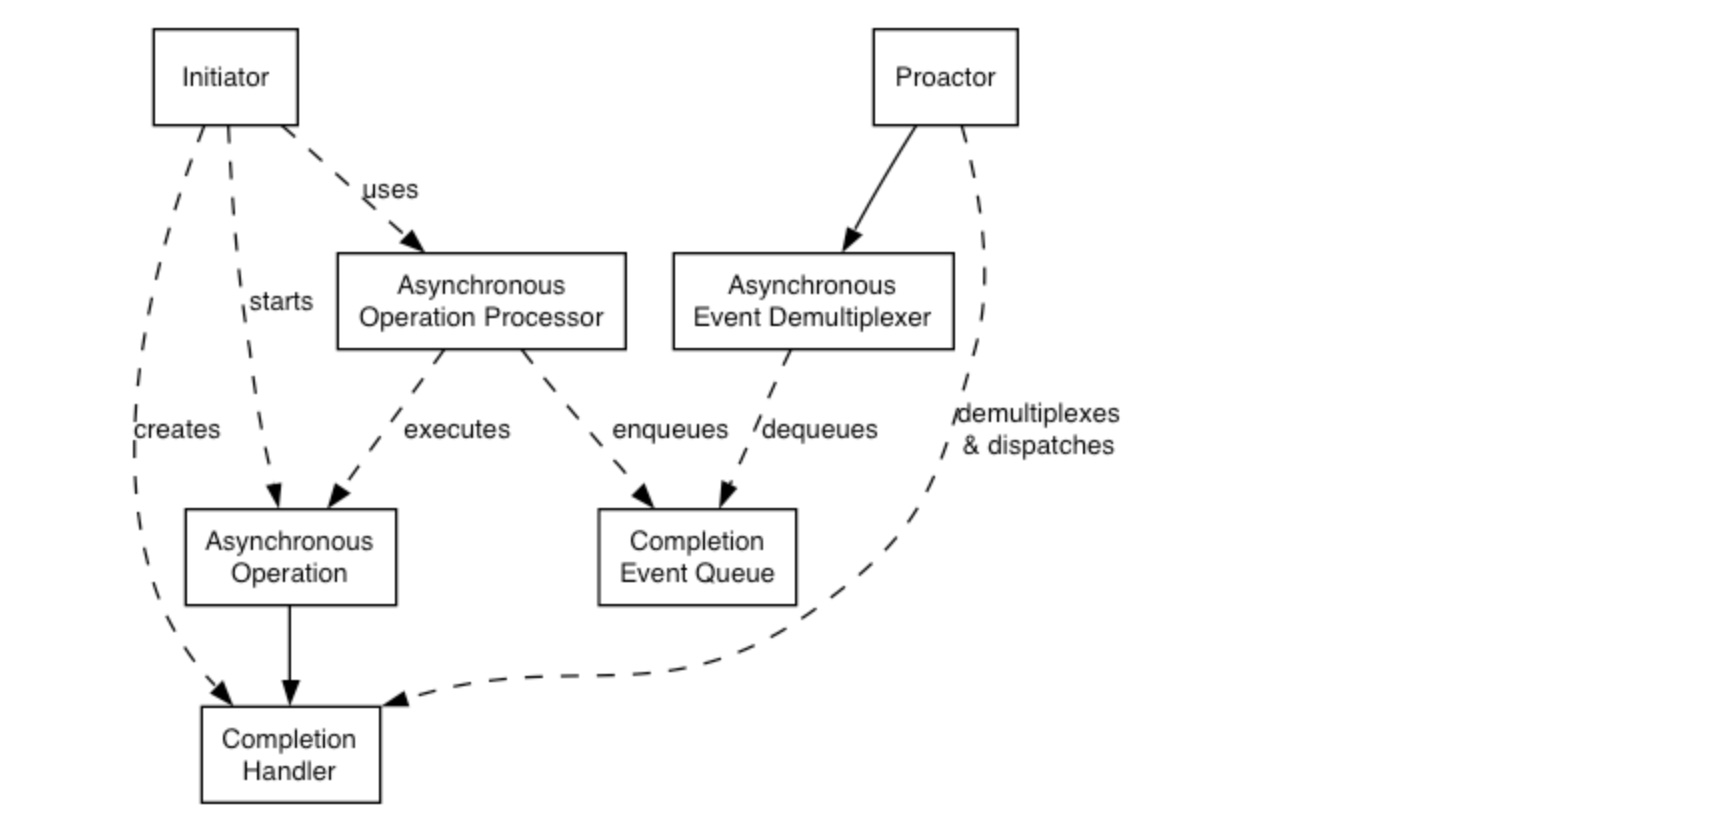 Initiator
Proactor
uses
Asynchronous
Operation Processor
Asynchronous
Event Demultiplexer
starts
creates
executes
enqueues
dequeues
demultiplexes
& dispatches
Asynchronous
Operation
Completion
Event Queue
Completion
Handler